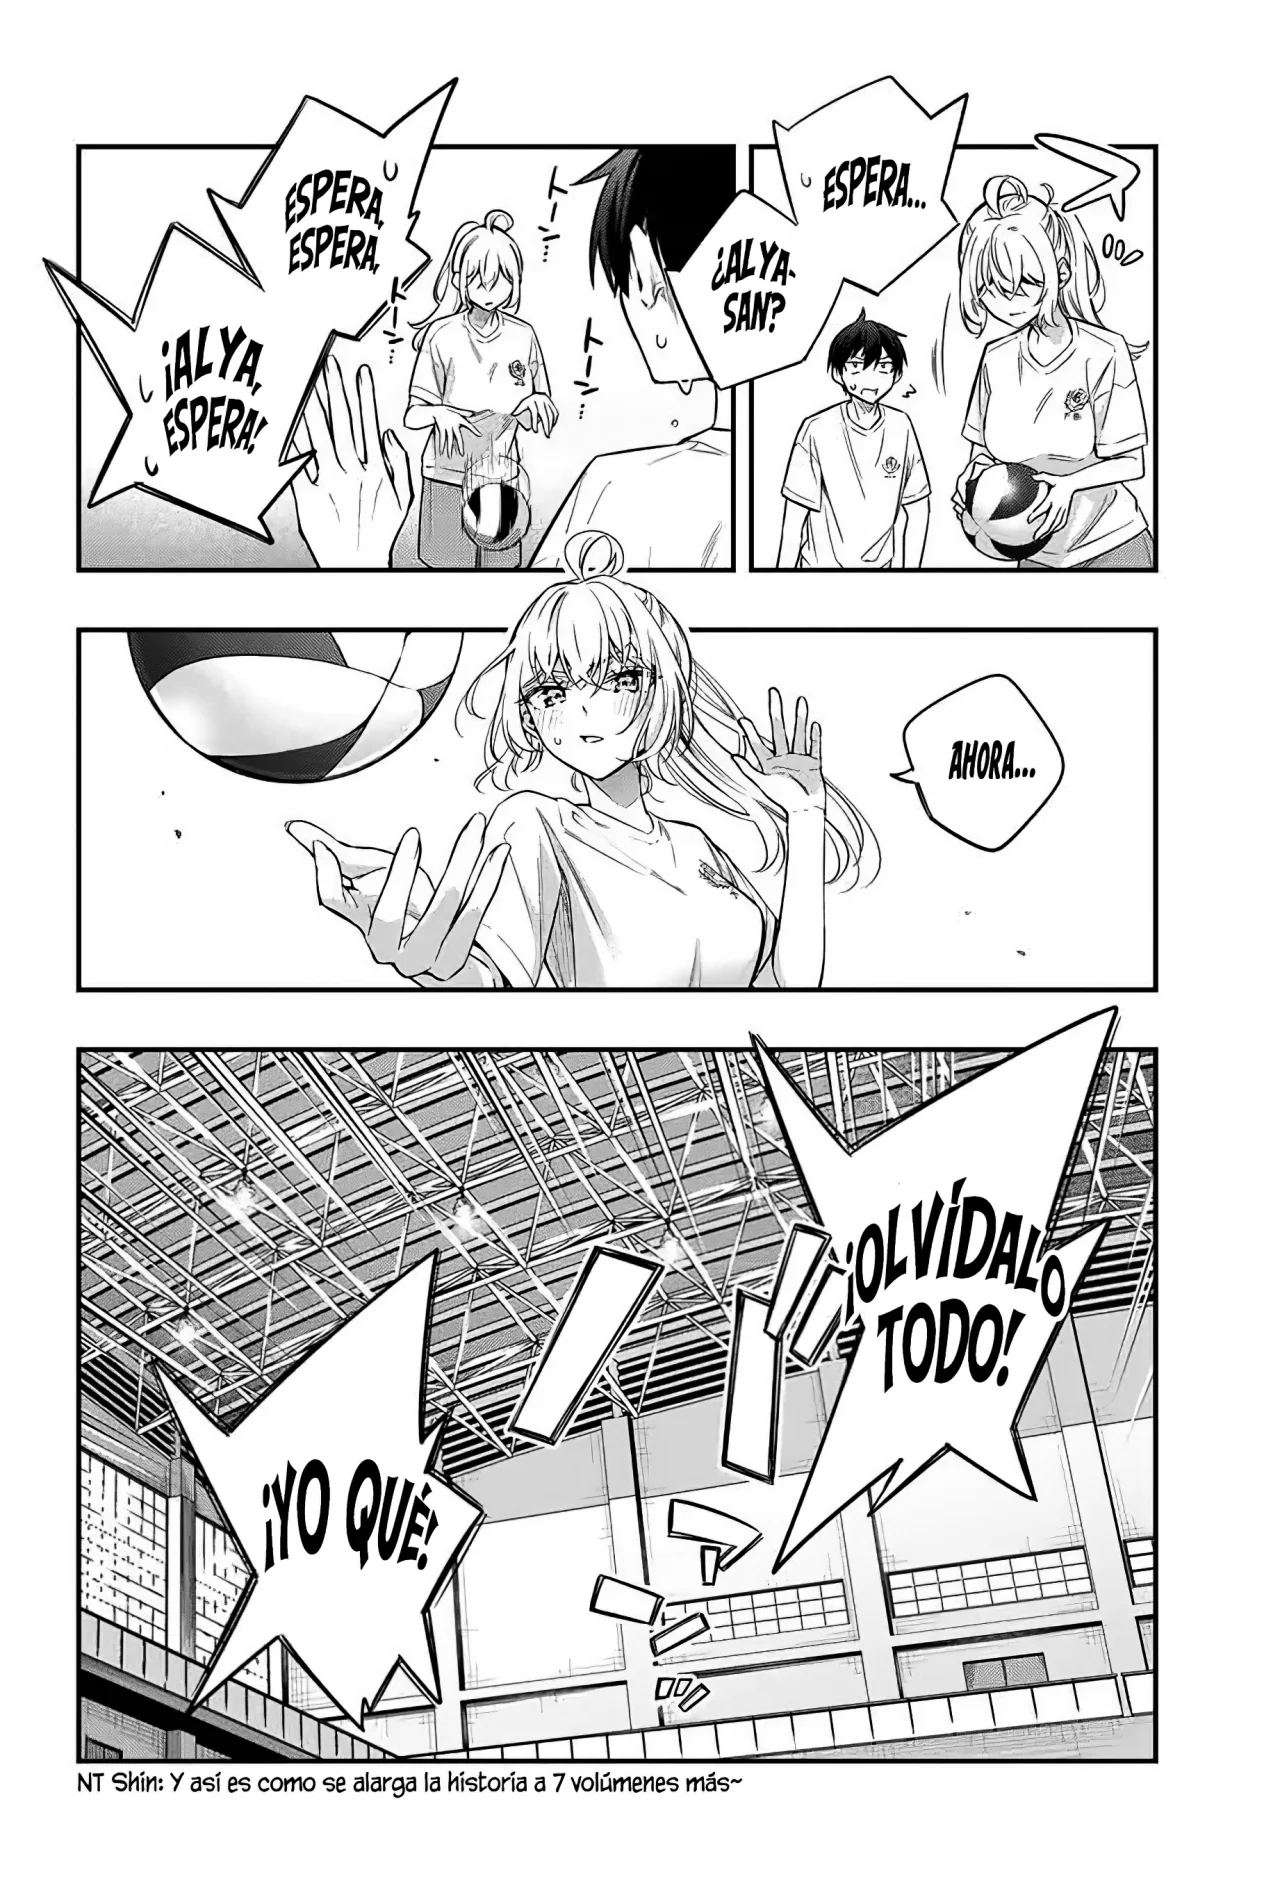 ESPERA...
¿ALYA-
SAN?
ESPERA,
ESPERA,
¡ALYA,
ESPERA!
AHORA...
¡OLVÍDALO
TODO!
¡YO QUÉ!
NT Shin: Y así es como se alarga la historia a 7 volúmenes más~